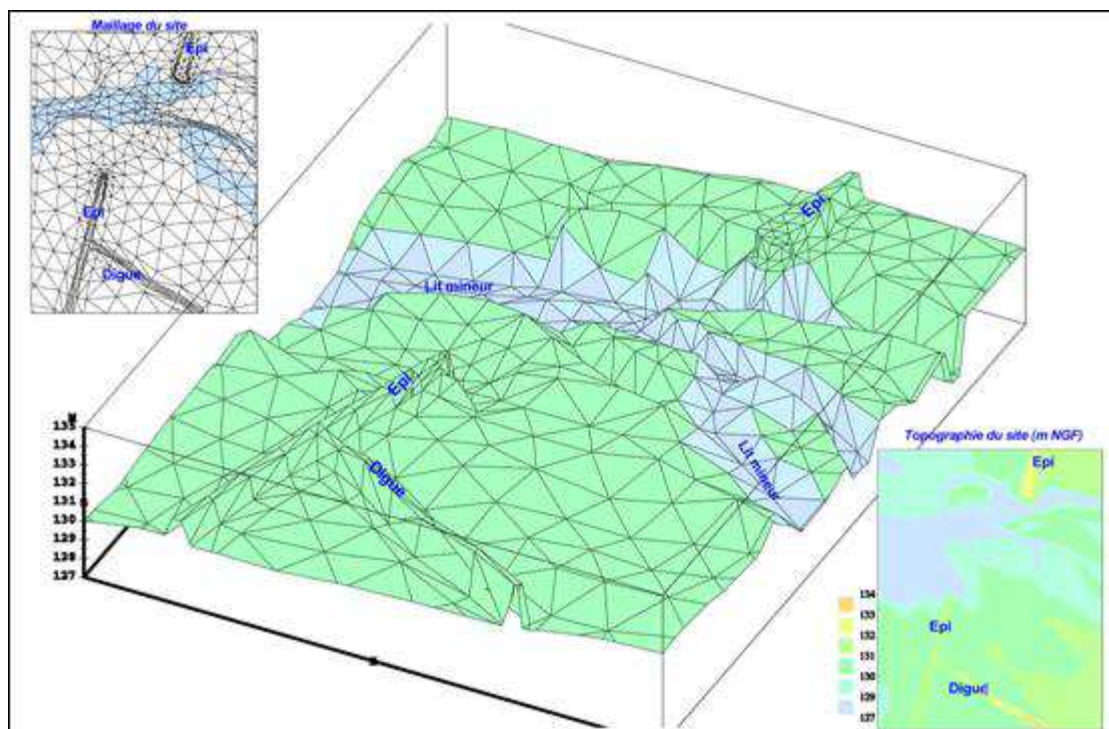 Maillage du site
Epi
Epi
Digue
Epi
Lit mineur
Epi
Digue
Lit mineur
135
134
133
132
131
130
129
128
127
Topographie du site (m NGF)
Epi
134
133
132
131
130
129
127
Epi
Digue